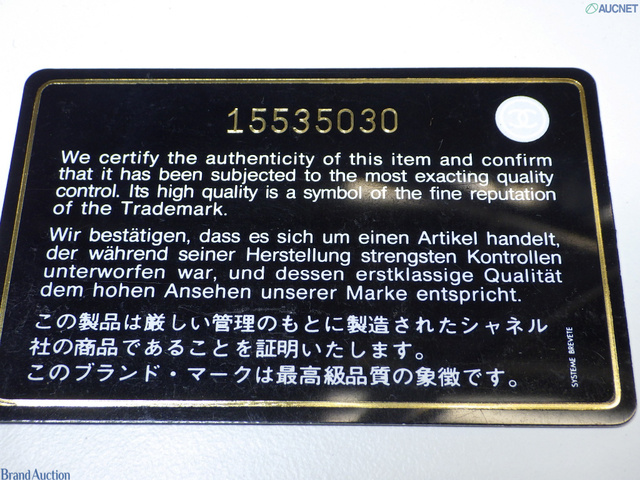 AUCNET
15535030
We certify the authenticity of this item and confirm
that it has been subjected to the most exacting quality
control. Its high quality is a symbol of the fine reputation
of the Trademark.
Wir bestätigen, dass es sich um einen Artikel handelt,
der während seiner Herstellung strengsten Kontrollen
unterworfen war, und dessen erstklassige Qualität
dem hohen Ansehen unserer Marke entspricht.
この製品は厳しい管理のもとに製造されたシャネル
社の商品であることを証明いたします。
このブランド・マークは最高級品質の象徴です。
SYSTEME BREVETE
Brand Auction